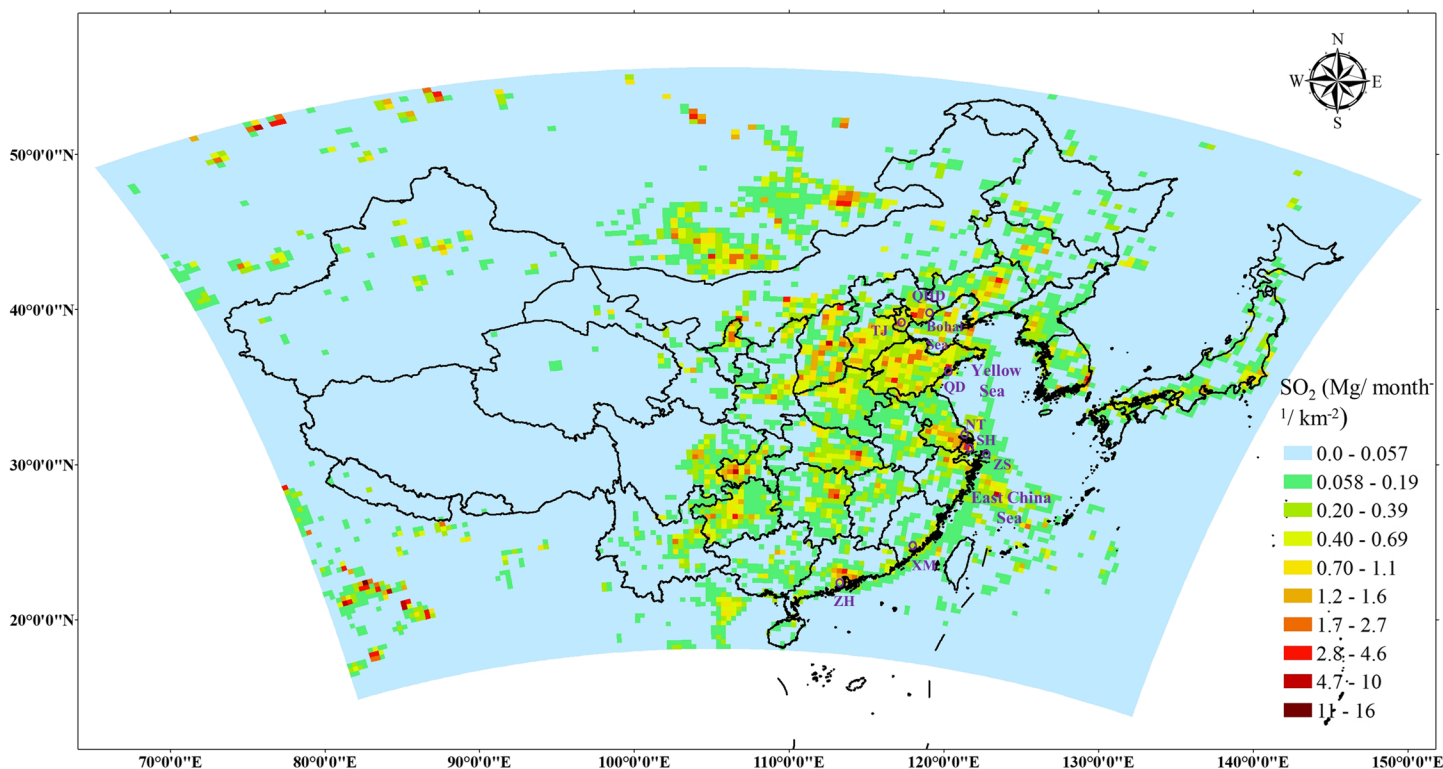 N
W
E
S
50°0'0"N
40°0'0"N
30°0'0"N
20°0'0"N
QHD
TJ
Bohai
Sea
Yellow
Sea
QD
NT
SH
ZS
East China
Sea
XM
ZH
SO₂ (Mg/ month⁻
¹/ km⁻²)
0.0 - 0.057
0.058 - 0.19
0.20 - 0.39
0.40 - 0.69
0.70 - 1.1
1.2 - 1.6
1.7 - 2.7
2.8 - 4.6
4.7 - 10
11 - 16
70°0'0"E
80°0'0"E
90°0'0"E
100°0'0"E
110°0'0"E
120°0'0"E
130°0'0"E
140°0'0"E
150°0'0"E